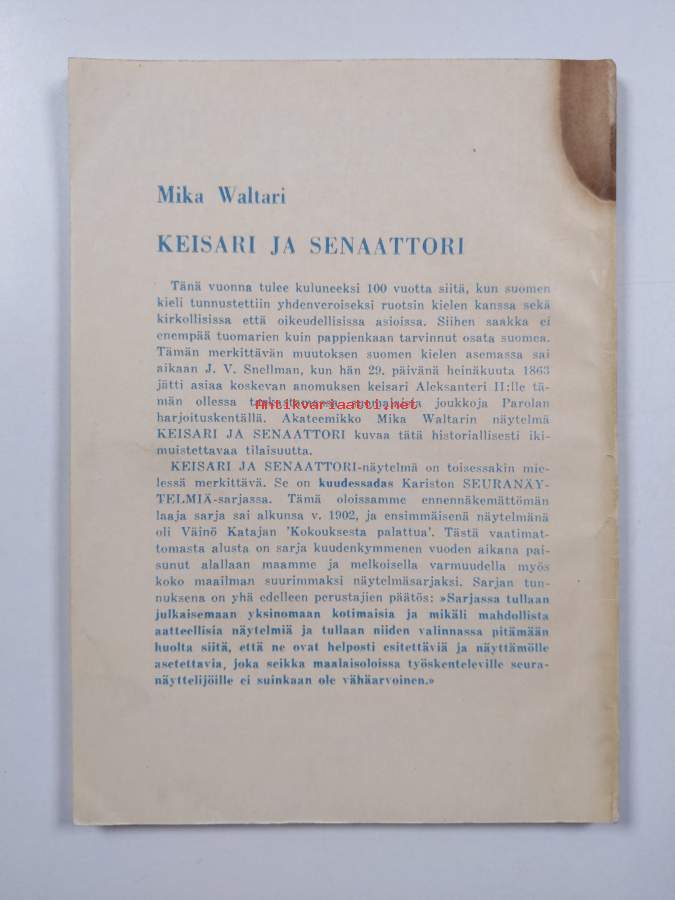 Mika Waltari
KEISARI JA SENAATTORI
Tänä vuonna tulee kuluneeksi 100 vuotta siitä, kun suomen
kieli tunnustettiin yhdenveroiseksi ruotsin kielen kanssa sekä
kirkollisissa että oikeudellisissa asioissa. Siihen saakka ei
enempää tuomarien kuin pappienkaan tarvinnut osata suomea.
Tämän merkittävän muutoksen suomen kielen asemassa sai
aikaan J. V. Snellman, kun hän 29. päivänä heinäkuuta 1863
jätti asiaa koskevan anomuksen keisari Aleksanteri II:lle tä-
män ollessa tarkastamassa suomalaisia joukkoja Parolan
Antikvariaatti.net
harjoituskentällä. Akateemikko Mika Waltarin näytelmä
KEISARI JA SENAATTORI kuvaa tätä historiallisesti iki-
muistettavaa tilaisuutta.
KEISARI JA SENAATTORI-näytelmä on toisessakin mie-
lessä merkittävä. Se on kuudessadas Kariston SEURANÄY-
TELMIÄ-sarjassa. Tämä oloissamme ennennäkemättömän
laaja sarja sai alkunsa v. 1902, ja ensimmäisenä näytelmänä
oli Väinö Katajan 'Kokouksesta palattua'. Tästä vaatimat-
tomasta alusta on sarja kuudenkymmenen vuoden aikana pai-
sunut alallaan maamme ja melkoisella varmuudella myös
koko maailman suurimmaksi näytelmäsarjaksi. Sarjan tun-
nuksena on yhä edelleen perustajien päätös: »Sarjassa tullaan
julkaisemaan yksinomaan kotimaisia ja mikäli mahdollista
aatteellisia näytelmiä ja tullaan niiden valinnassa pitämään
huolta siitä, että ne ovat helposti esitettäviä ja näyttämölle
asetettavia, joka seikka maalaisoloissa työskenteleville seura-
näyttelijöille ei suinkaan ole vähäarvoinen.»